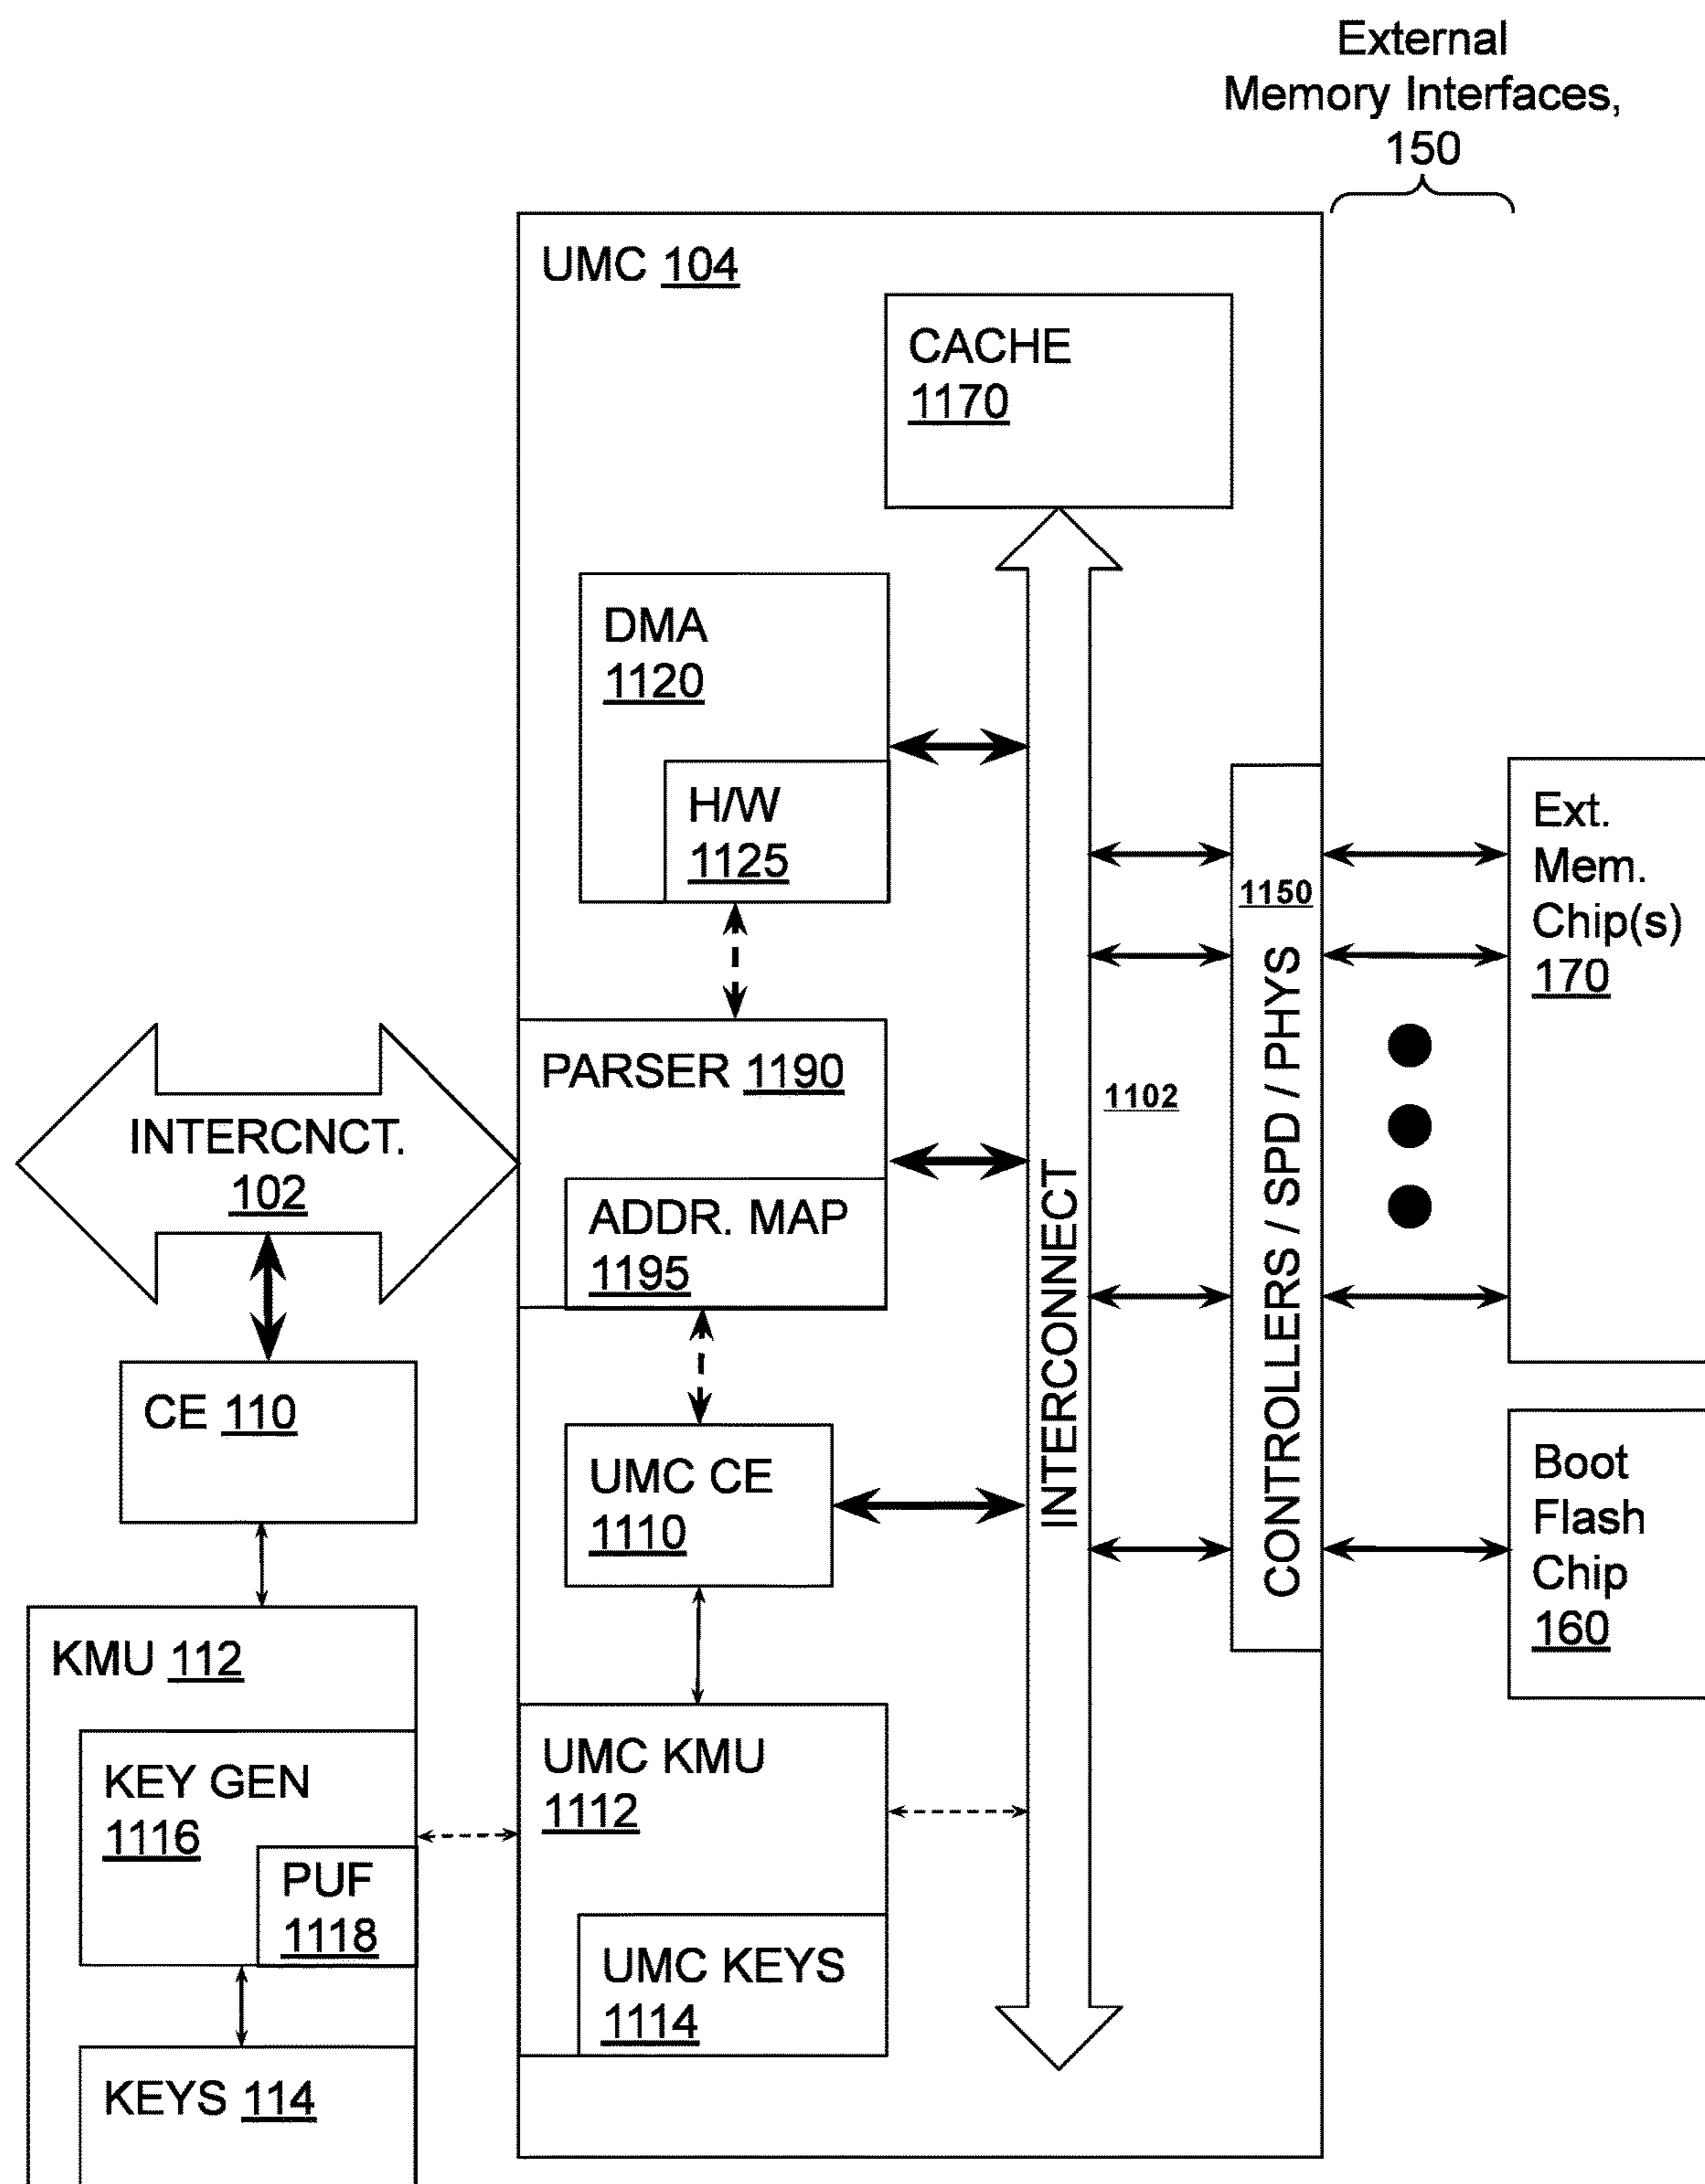 External
Memory Interfaces,
150
UMC 104
CACHE
1170
DMA
1120
H/W
1125
Ext.
Mem.
Chip(s)
170
1150
CONTROLLERS / SPD / PHYS
PARSER 1190
ADDR. MAP
1195
1102
INTERCONNECT
INTERCNCT.
102
CE 110
UMC CE
1110
Boot
Flash
Chip
160
KMU 112
KEY GEN
1116
PUF
1118
KEYS 114
UMC KMU
1112
UMC KEYS
1114